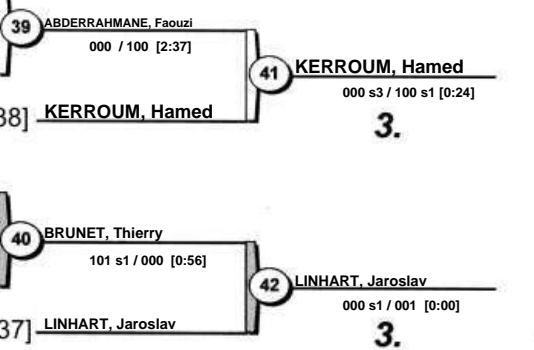 39
ABDERRAHMANE, Faouzi
000 / 100 [2:37]
41
KERROUM, Hamed
000 s3 / 100 s1 [0:24]
38] KERROUM, Hamed
3.
40
BRUNET, Thierry
101 s1 / 000 [0:56]
42
LINHART, Jaroslav
000 s1 / 001 [0:00]
37] LINHART, Jaroslav
3.